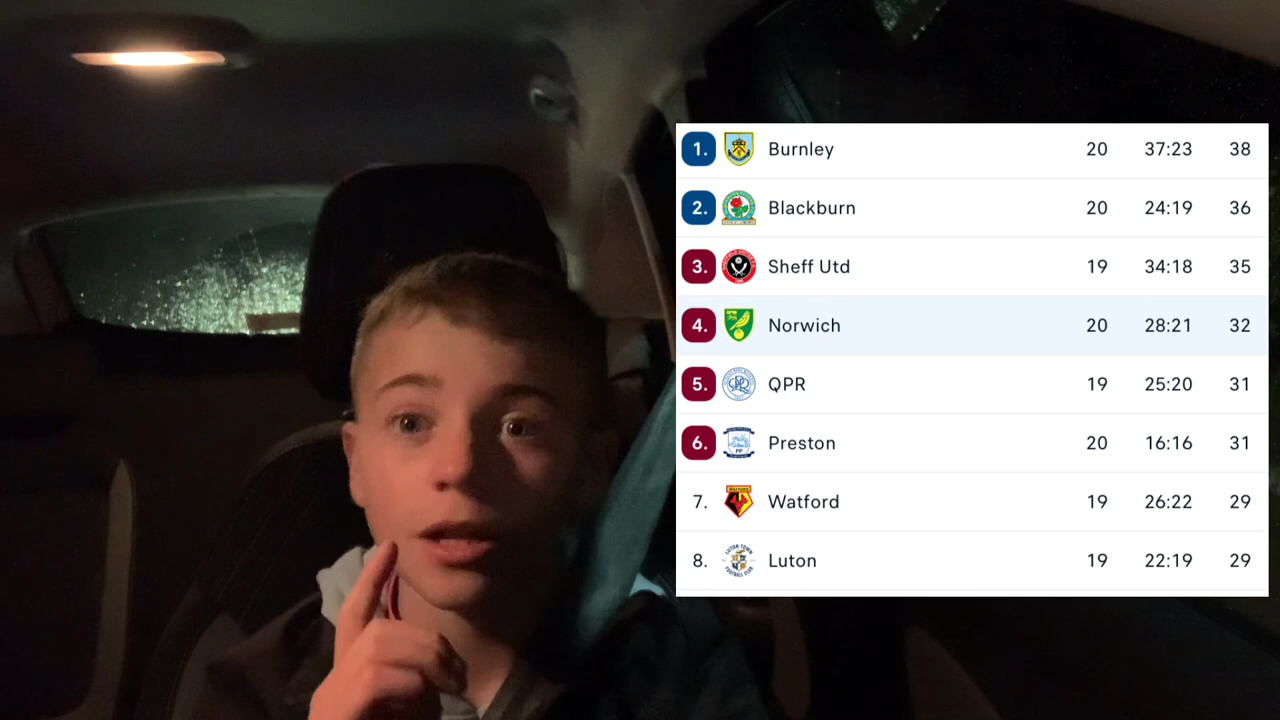 1. Burnley 20 37:23 38
2. Blackburn 20 24:19 36
3. Sheff Utd 19 34:18 35
4. Norwich 20 28:21 32
5. QPR 19 25:20 31
6. Preston 20 16:16 31
7. Watford 19 26:22 29
8. Luton 19 22:19 29